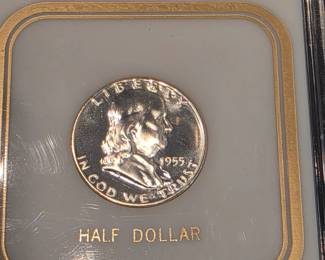 LIBERTY
1955
IN GOD WE TRUST
HALF DOLLAR